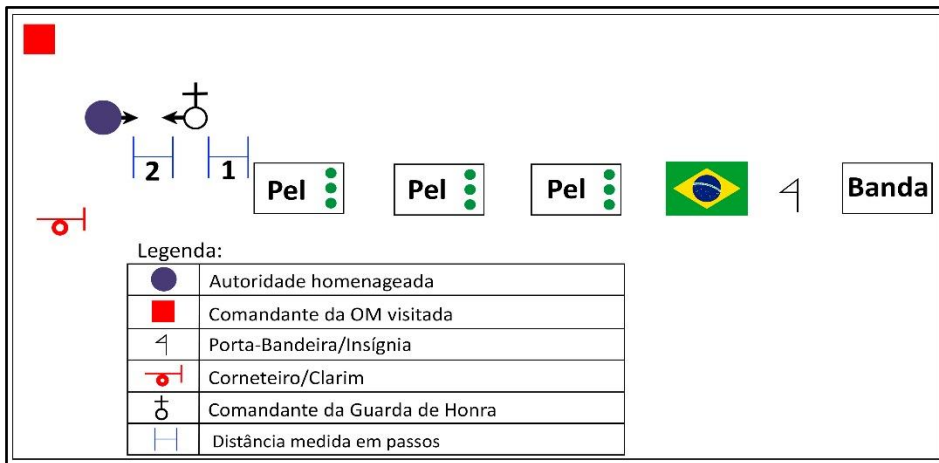 2 1 Pel Pel Pel Banda
Legenda:
Autoridade homenageada
Comandante da OM visitada
Porta-Bandeira/Insígnia
Corneteiro/Clarim
Comandante da Guarda de Honra
Distância medida em passos